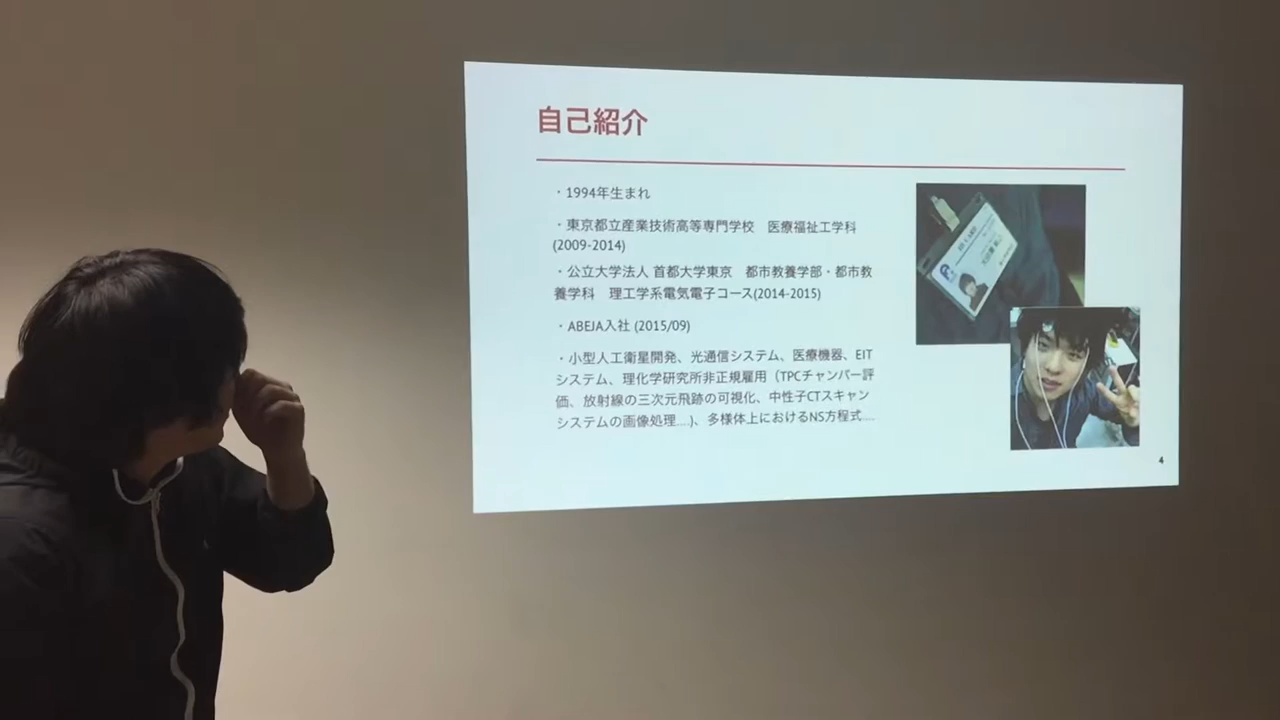 自己紹介
・1994年生まれ
・東京都立産業技術高等専門学校　医療福祉工学科
(2009-2014)
・公立大学法人 首都大学東京　都市教養学部・都市教
養学科　理工学系電気電子コース(2014-2015)
・ABEJA入社 (2015/09)
・小型人工衛星開発、光通信システム、医療機器、EIT
システム、理化学研究所非正規雇用（TPCチャンバー評
価、放射線の三次元飛跡の可視化、中性子CTスキャン
システムの画像処理....)、多様体上におけるNS方程式....
4